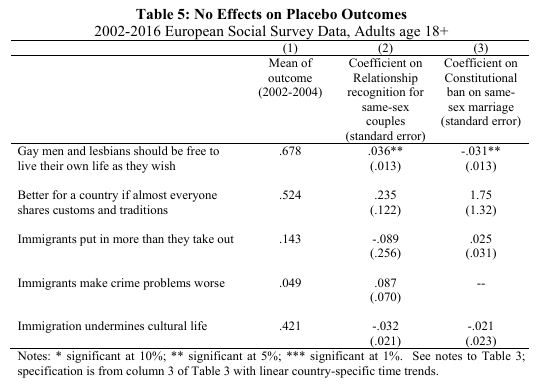 Table 5: No Effects on Placebo Outcomes
2002-2016 European Social Survey Data, Adults age 18+
(1) (2) (3)
Mean of Coefficient on Coefficient on
outcome Relationship Constitutional
(2002-2004) recognition for ban on same-
same-sex sex marriage
couples (standard error)
(standard error)
Gay men and lesbians should be free to .678 .036** -.031**
live their own life as they wish (.013) (.013)
Better for a country if almost everyone .524 .235 1.75
shares customs and traditions (.122) (1.32)
Immigrants put in more than they take out .143 -.089 .025
(.256) (.031)
Immigrants make crime problems worse .049 .087 --
(.070)
Immigration undermines cultural life .421 -.032 -.021
(.021) (.023)
Notes: * significant at 10%; ** significant at 5%; *** significant at 1%. See notes to Table 3;
specification is from column 3 of Table 3 with linear country-specific time trends.